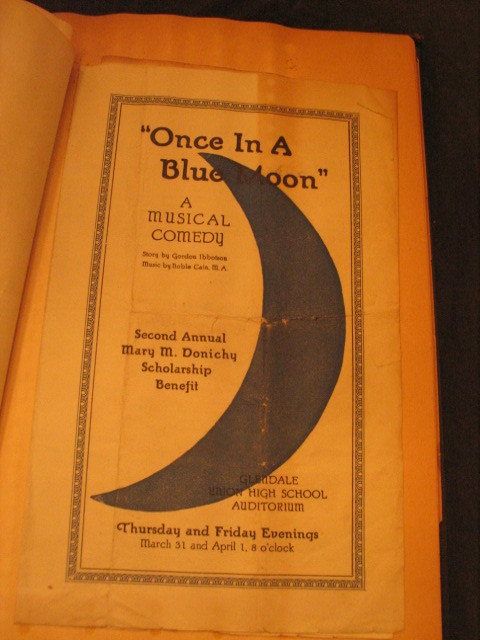 "Once In A
Blue Moon"
A
MUSICAL
COMEDY
Story by Gordon Ibbotson
Music by Noble Cain, M.A.
Second Annual
Mary M. Donichy
Scholarship
Benefit
GLENDALE
UNION HIGH SCHOOL
AUDITORIUM
Thursday and Friday Evenings
March 31 and April 1, 8 o'clock